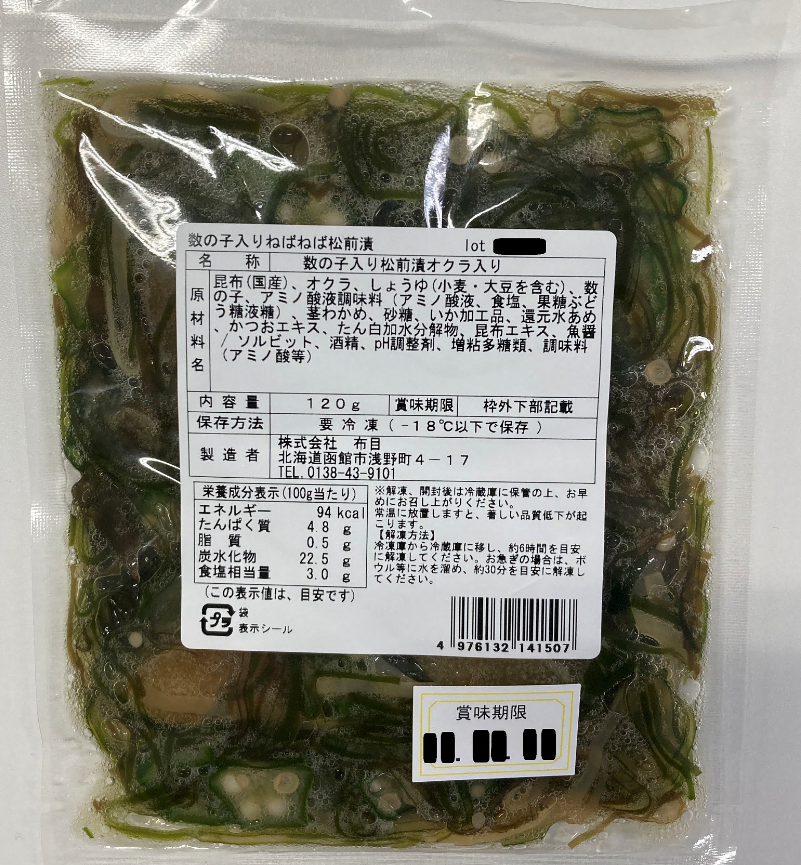 数の子入りねばねば松前漬 lot
名 称 数の子入り松前漬オクラ入り
原材料名 昆布(国産)、オクラ、しょうゆ(小麦・大豆を含む)、数
の子、アミノ酸液調味料(アミノ酸液、食塩、果糖ぶど
う糖液糖)、茎わかめ、砂糖、いか加工品、還元水あめ
、かつおエキス、たん白加水分解物、昆布エキス、魚醤
/ ソルビット、酒精、pH調整剤、増粘多糖類、調味料
(アミノ酸等)
内容量 120g 賞味期限 枠外下部記載
保存方法 要冷凍(-18℃以下で保存)
製造者 株式会社 布目
北海道函館市浅野町4-17
TEL.0138-43-9101
栄養成分表示(100g当たり)
エネルギー 94 kcal
たんぱく質 4.8 g
脂 質 0.5 g
炭水化物 22.5 g
食塩相当量 3.0 g
(この表示値は、目安です)
※解凍、開封後は冷蔵庫に保管の上、お早
めにお召し上がりください。
常温に放置しますと、著しい品質低下が起
こります。
【解凍方法】
冷凍庫から冷蔵庫に移し、約6時間を目安
に解凍してください。お急ぎの場合は、ボ
ウル等に水を溜め、約30分を目安に解凍し
てください。
プラ 袋
表示シール
4 976132 141507
賞味期限